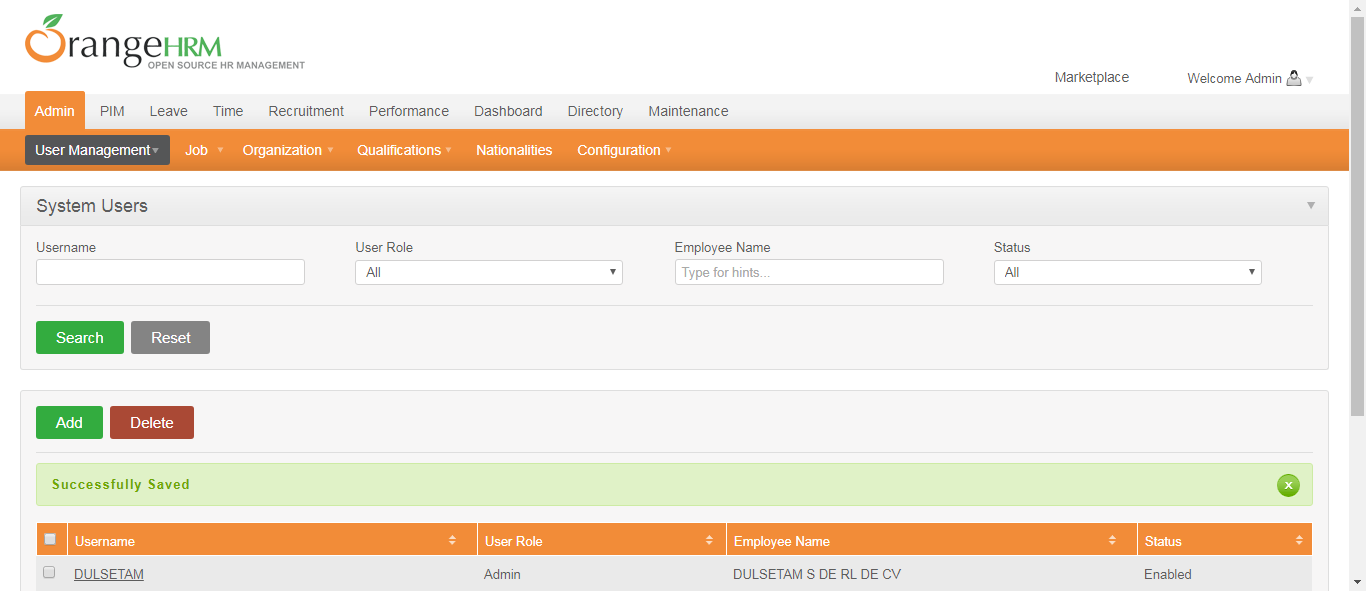 OrangeHRM
OPEN SOURCE HR MANAGEMENT
Marketplace Welcome Admin
Admin PIM Leave Time Recruitment Performance Dashboard Directory Maintenance
User Management Job Organization Qualifications Nationalities Configuration
System Users
Username User Role Employee Name Status
All Type for hints... All
Search Reset
Add Delete
Successfully Saved
Username User Role Employee Name Status
DULSETAM Admin DULSETAM S DE RL DE CV Enabled